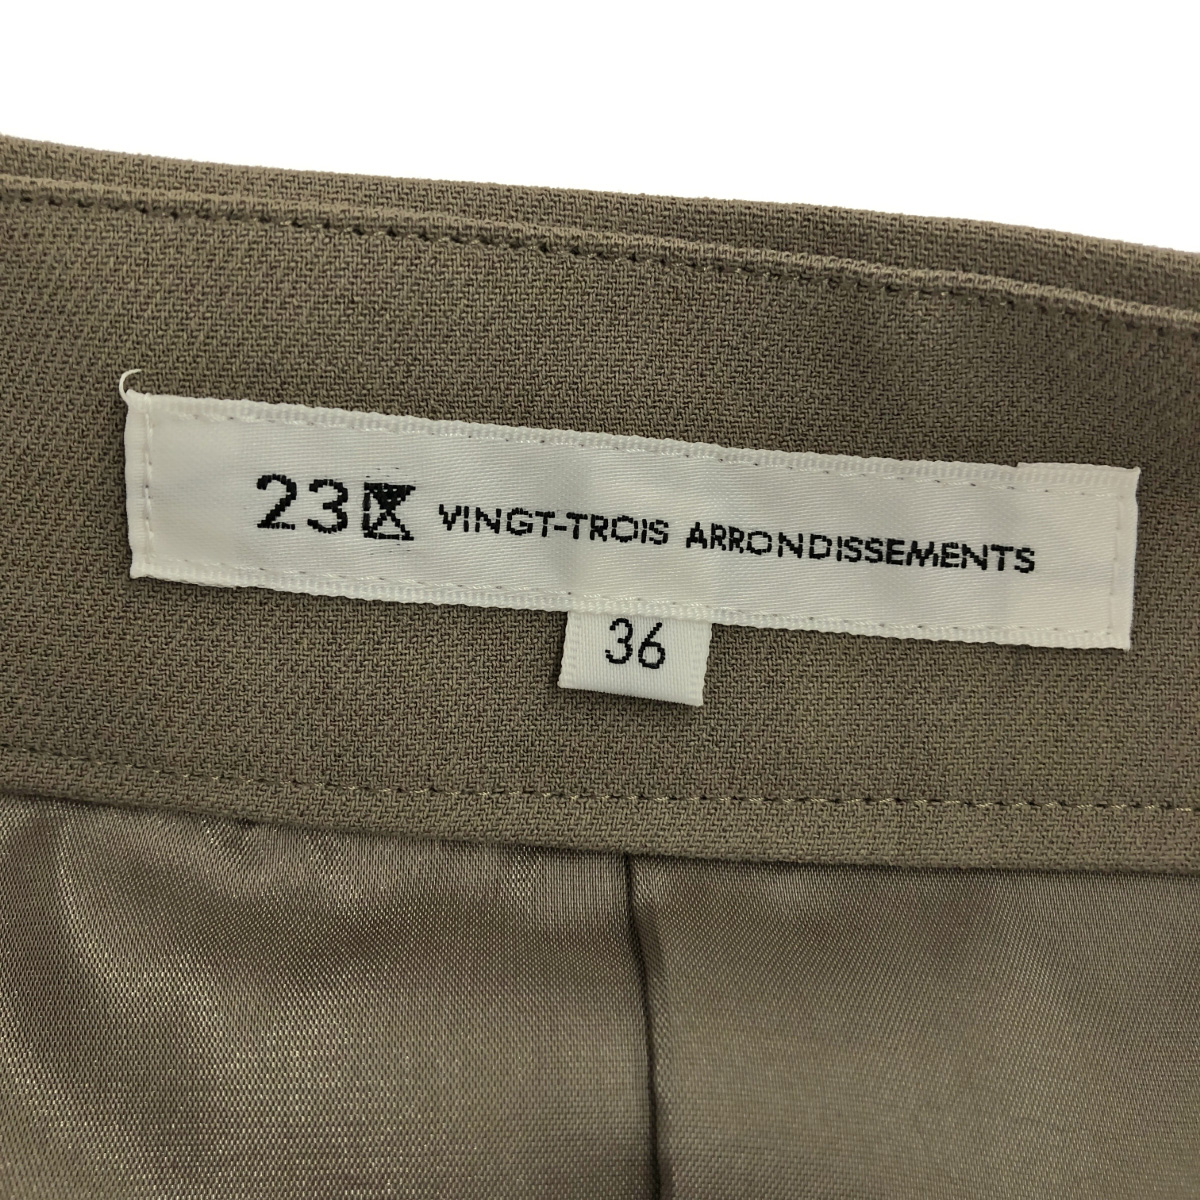 23区 VINGT-TROIS ARRONDISSEMENTS
36